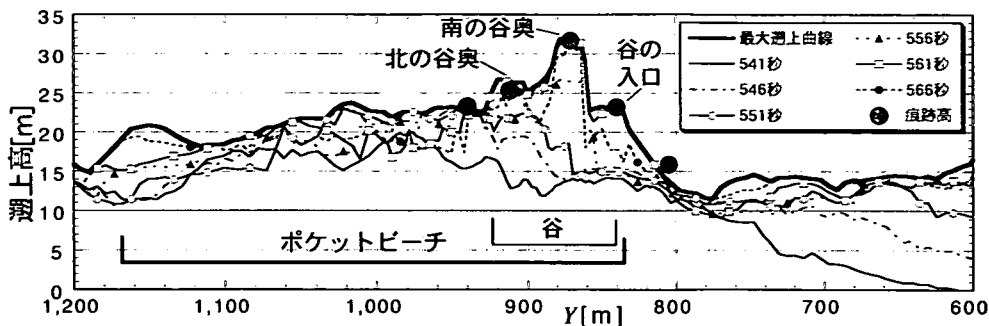 35
30
25
20
15
10
5
0
遡上高[m]
南の谷奥
北の谷奥
谷の
入口
最大遡上曲線
541秒
546秒
551秒
556秒
561秒
566秒
痕跡高
谷
ポケットビーチ
1,200
1,100
1,000
900
800
700
600
Y[m]